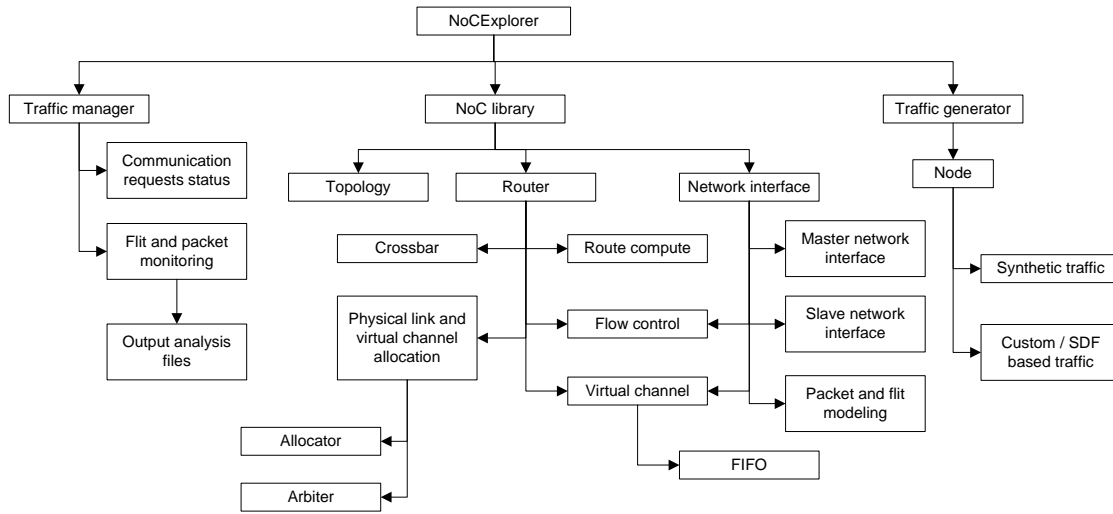 NoCExplorer
Traffic manager
NoC library
Traffic generator
Communication
requests status
Topology
Router
Network interface
Node
Flit and packet
monitoring
Crossbar
Route compute
Master network
interface
Synthetic traffic
Output analysis
files
Physical link and
virtual channel
allocation
Flow control
Slave network
interface
Custom / SDF
based traffic
Virtual channel
Packet and flit
modeling
Allocator
FIFO
Arbiter